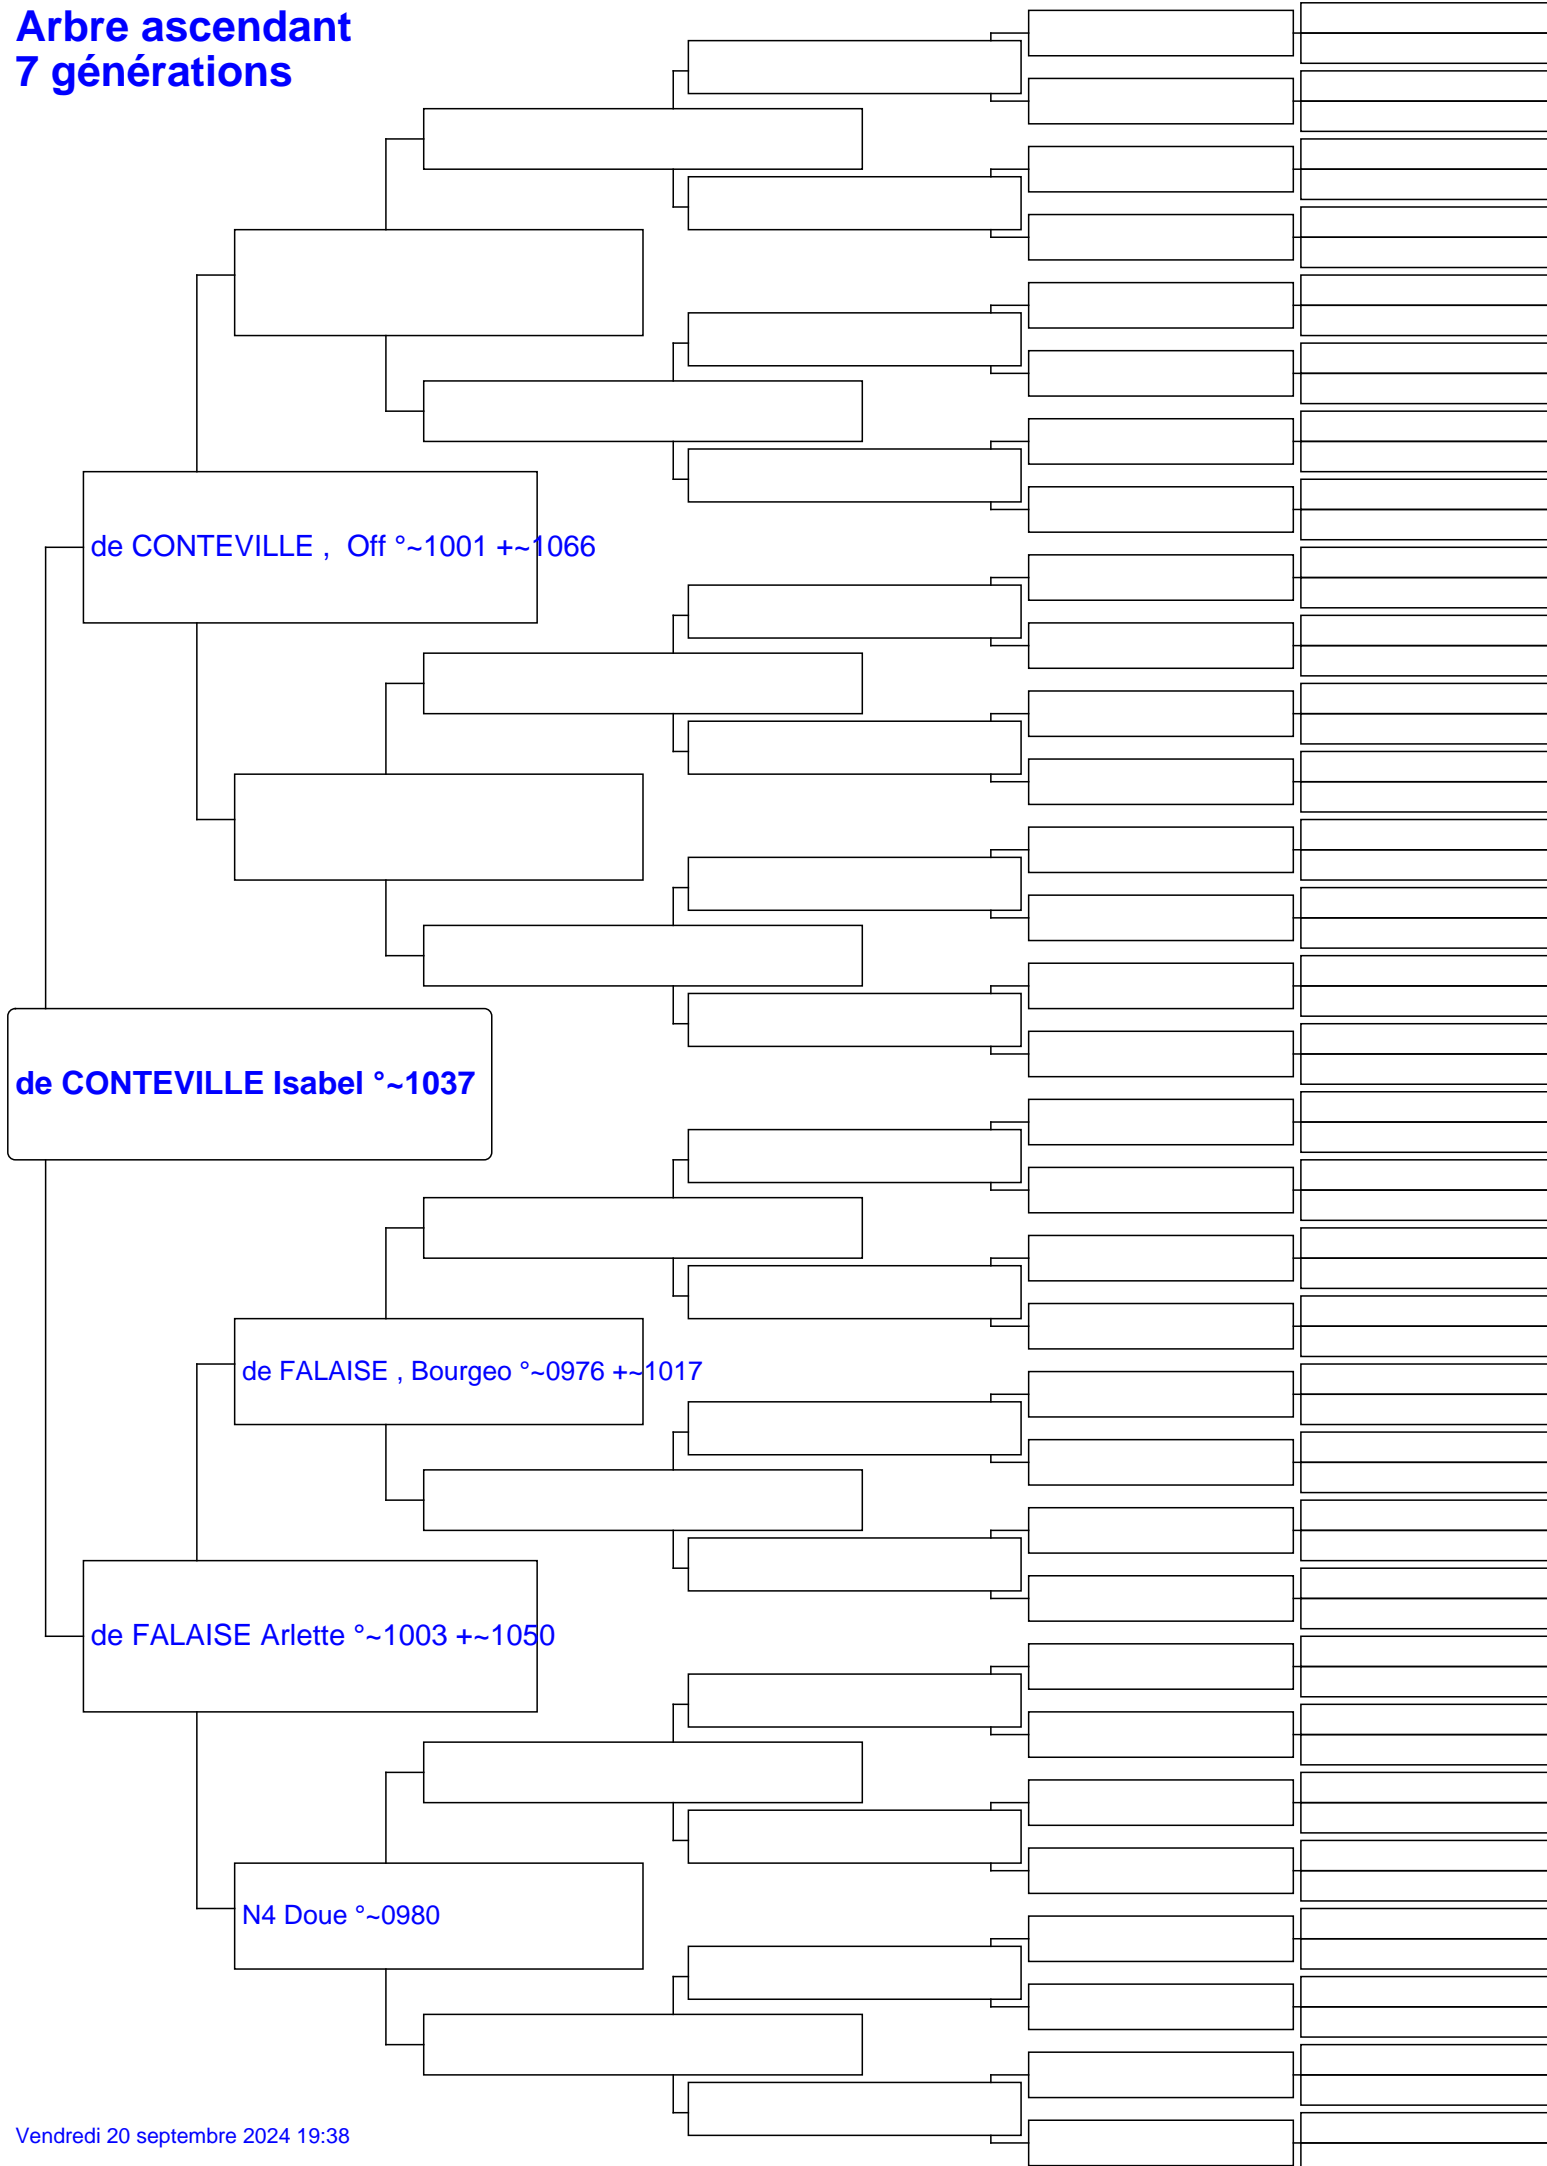 Arbre ascendant
7 générations
de CONTEVILLE ,  Off °~1001 +~1066
de CONTEVILLE Isabel °~1037
de FALAISE , Bourgeo °~0976 +~1017
de FALAISE Arlette °~1003 +~1050
N4 Doue °~0980
Vendredi 20 septembre 2024 19:38